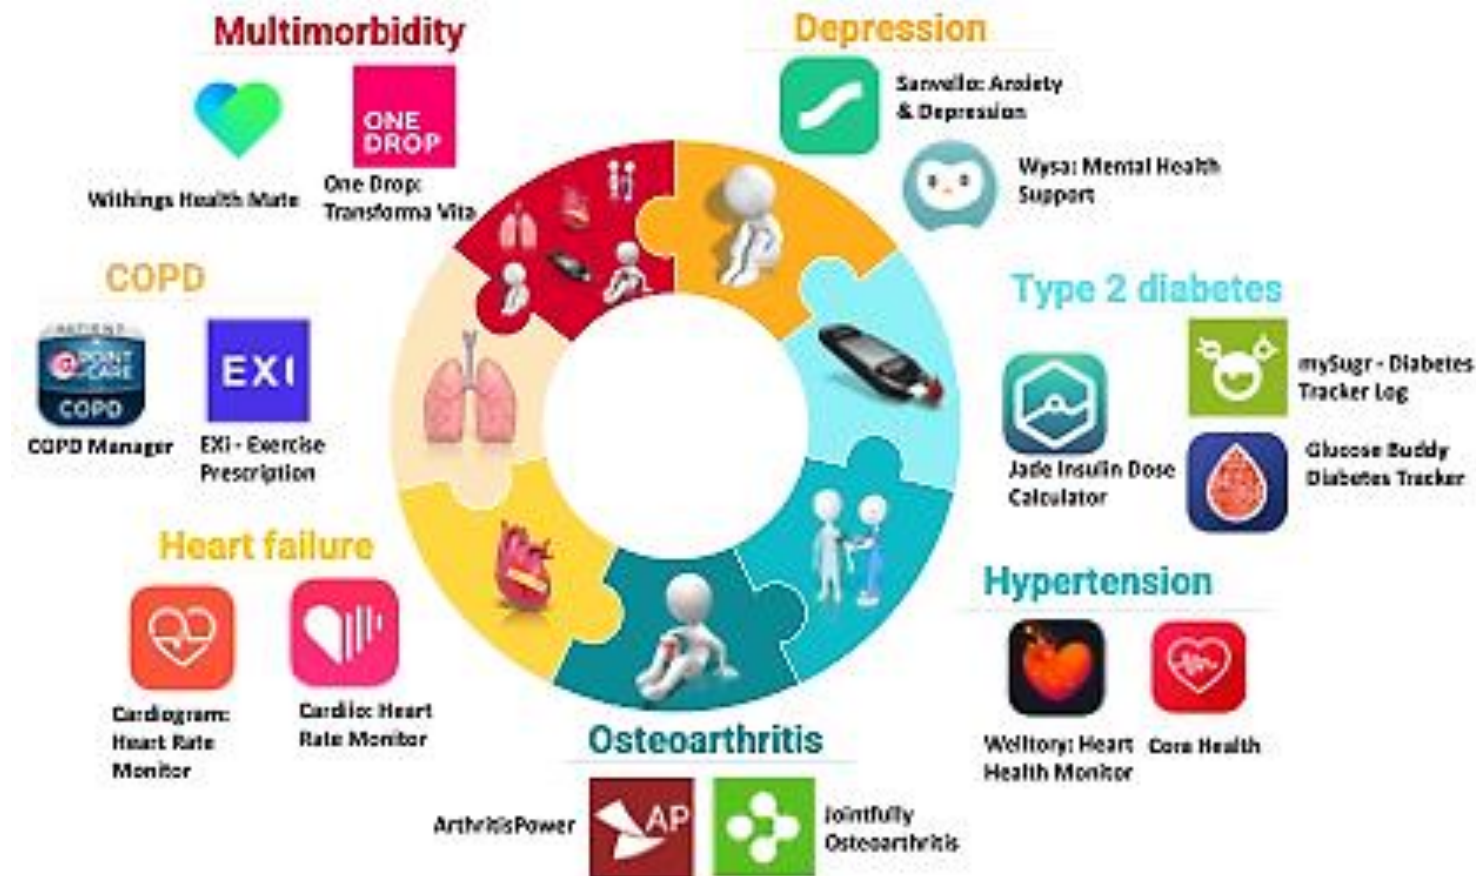 Multimorbidity
ONE
DROP
Withings Health Mate
One Drop:
Transforma Vita
Depression
Sanvello: Anxiety
& Depression
Wysa: Mental Health
Support
Type 2 diabetes
mySugr - Diabetes
Tracker Log
Jade Insulin Dose
Calculator
Glucose Buddy
Diabetes Tracker
Hypertension
Welltory: Heart
Health Monitor
Cora Health
Osteoarthritis
ArthritisPower
AP
Jointfully
Osteoarthritis
Heart failure
Cardiogram:
Heart Rate
Monitor
Cardiio: Heart
Rate Monitor
COPD
PATIENT
@POINT
CARE
COPD
COPD Manager
EXI
EXi - Exercise
Prescription